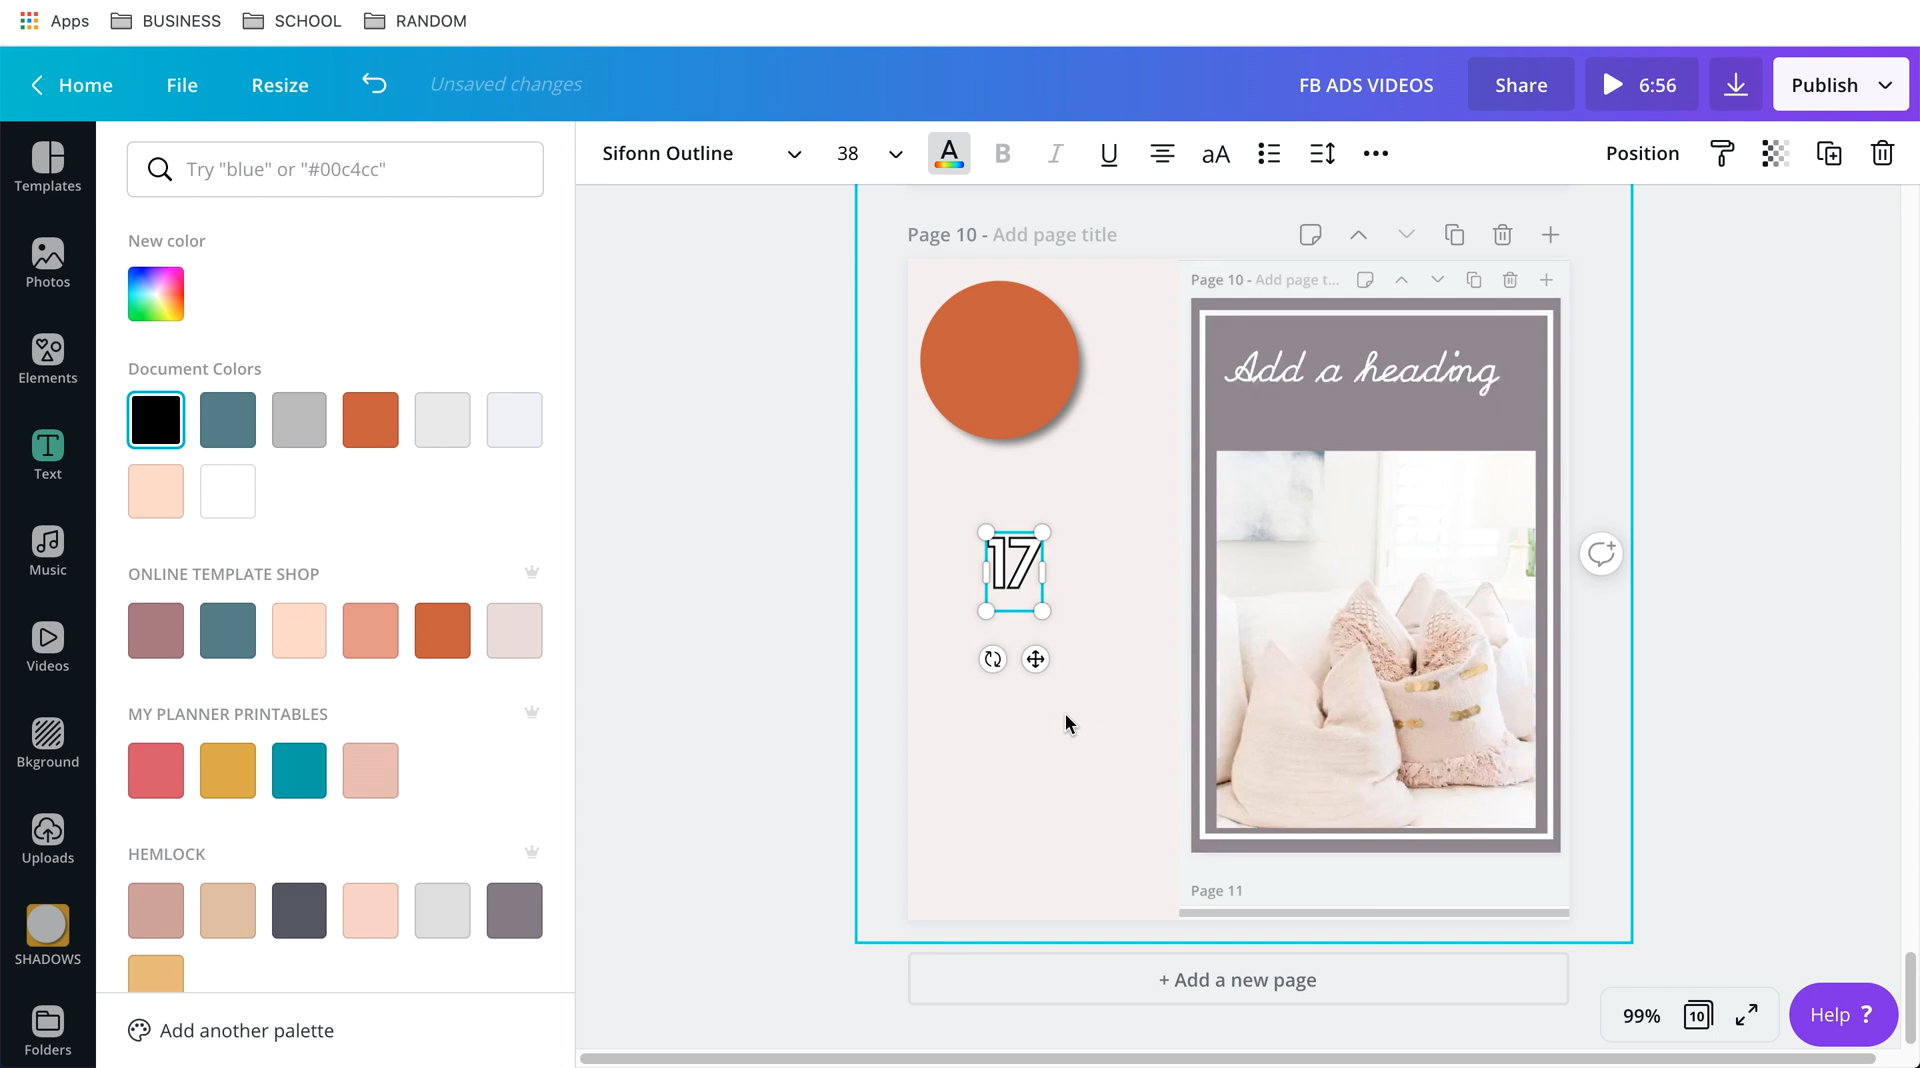 Apps BUSINESS SCHOOL RANDOM
Home File Resize Unsaved changes FB ADS VIDEOS Share 6:56 Publish
Sifonn Outline 38 A B I U aA Position
Templates
Photos
Elements
T
Text
Music
Videos
Bkground
Uploads
SHADOWS
Folders
Try "blue" or "#00c4cc"
New color
Document Colors
ONLINE TEMPLATE SHOP
MY PLANNER PRINTABLES
HEMLOCK
Add another palette
Page 10 - Add page title
Page 10 - Add page t...
Add a heading
17
Page 11
+ Add a new page
99% 10 Help ?